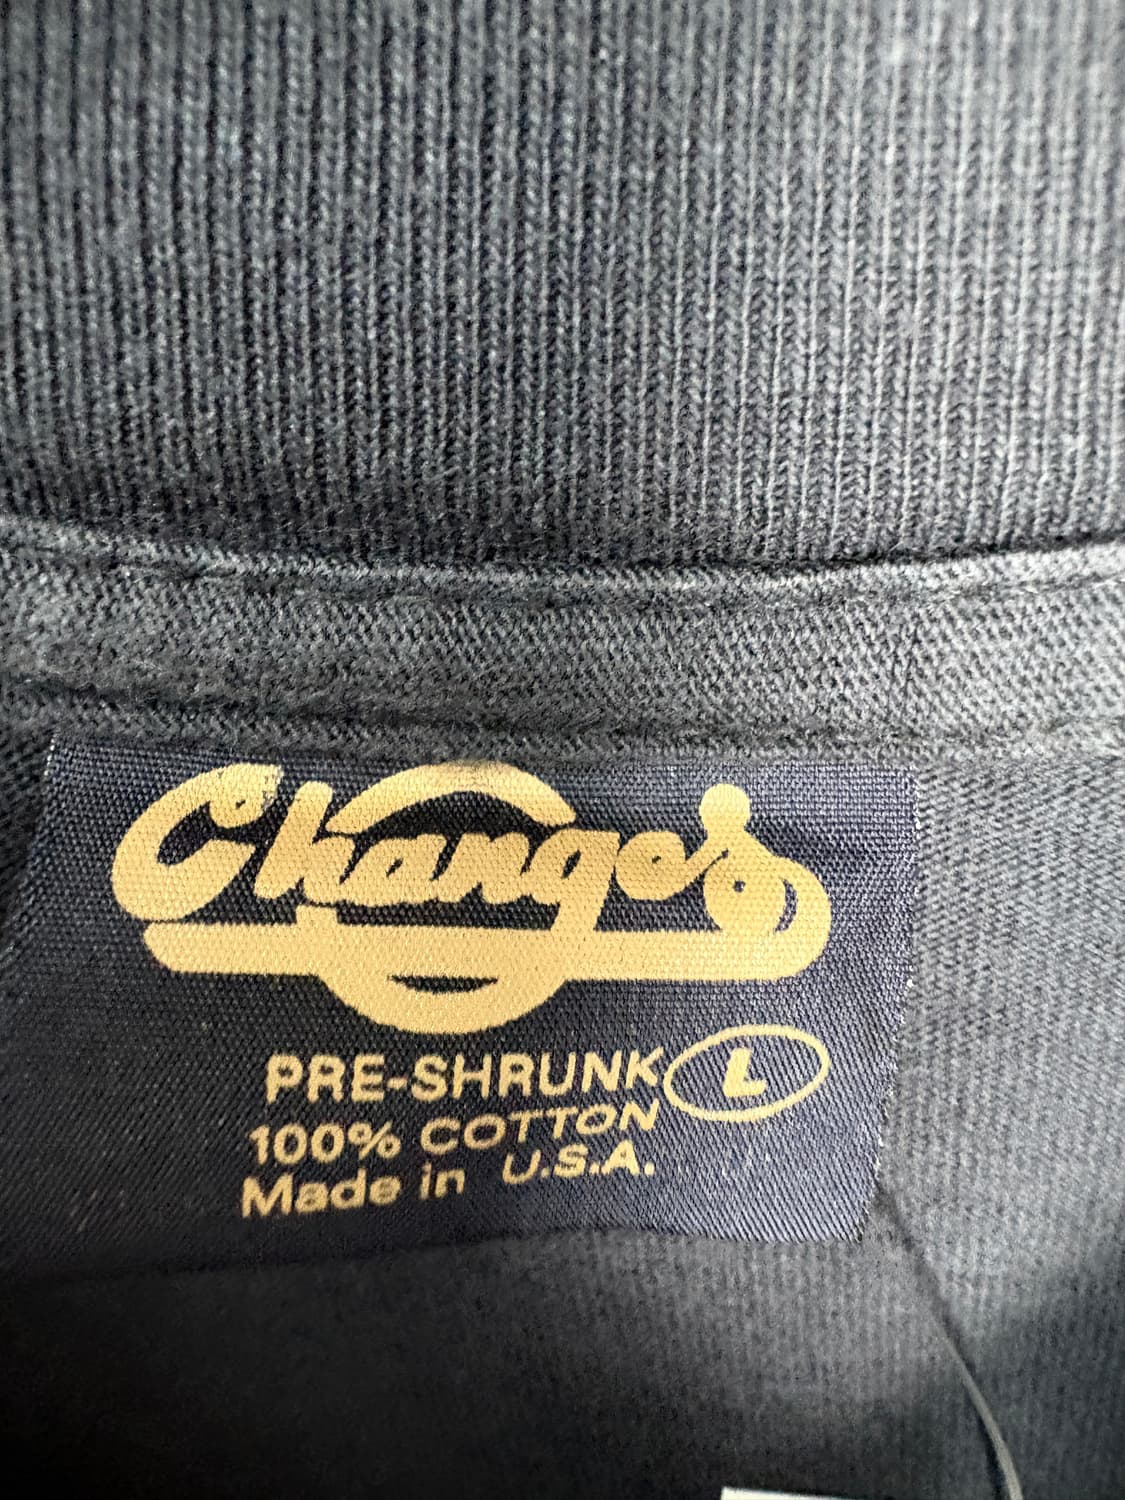 Changes
PRE-SHRUNK L
100% COTTON
Made in U.S.A.